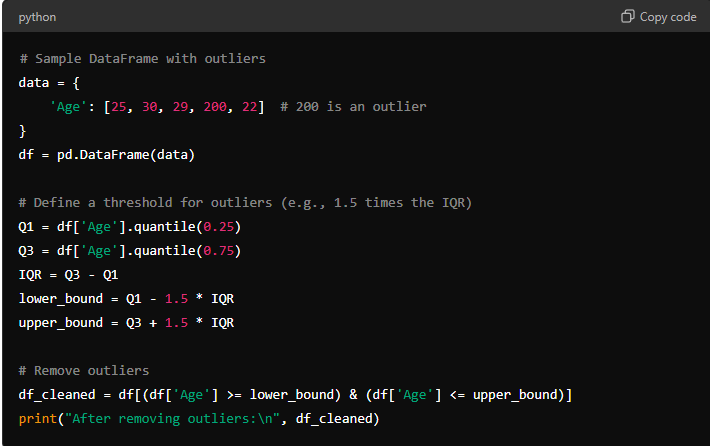 python
Copy code
# Sample DataFrame with outliers
data = {
    'Age': [25, 30, 29, 200, 22]  # 200 is an outlier
}
df = pd.DataFrame(data)

# Define a threshold for outliers (e.g., 1.5 times the IQR)
Q1 = df['Age'].quantile(0.25)
Q3 = df['Age'].quantile(0.75)
IQR = Q3 - Q1
lower_bound = Q1 - 1.5 * IQR
upper_bound = Q3 + 1.5 * IQR

# Remove outliers
df_cleaned = df[(df['Age'] >= lower_bound) & (df['Age'] <= upper_bound)]
print("After removing outliers:\n", df_cleaned)